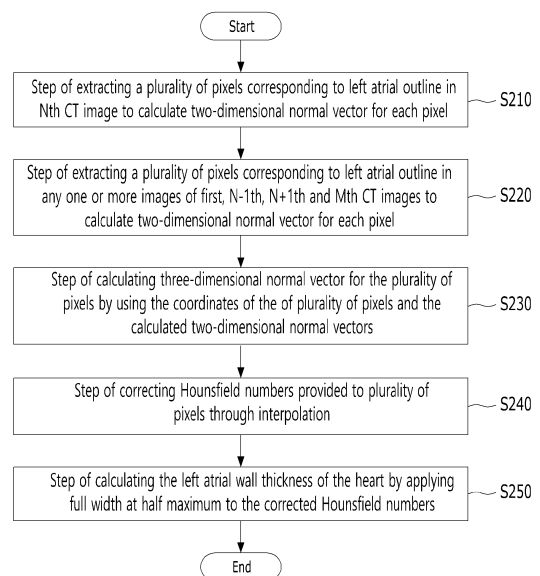 Start
Step of extracting a plurality of pixels corresponding to left atrial outline in
Nth CT image to calculate two-dimensional normal vector for each pixel
S210
Step of extracting a plurality of pixels corresponding to left atrial outline in
any one or more images of first, N-1th, N+1th and Mth CT images to
calculate two-dimensional normal vector for each pixel
S220
Step of calculating three-dimensional normal vector for the plurality of
pixels by using the coordinates of the of plurality of pixels and the
calculated two-dimensional normal vectors
S230
Step of correcting Hounsfield numbers provided to plurality of
pixels through interpolation
S240
Step of calculating the left atrial wall thickness of the heart by applying
full width at half maximum to the corrected Hounsfield numbers
S250
End